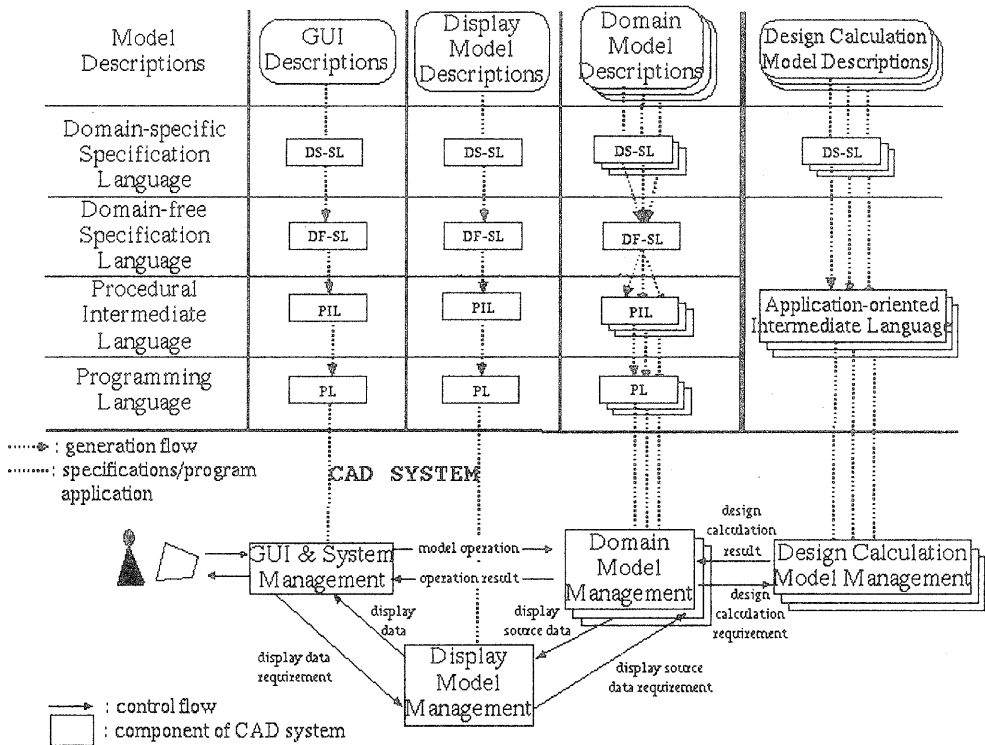 Model
Descriptions
GUI
Descriptions
Display
Model
Descriptions
Domain
Model
Descriptions
Design Calculation
Model Descriptions
Domain-specific
Specification
Language
DS-SL
DS-SL
DS-SL
DS-SL
Domain-free
Specification
Language
DF-SL
DF-SL
DF-SL
Procedural
Intermediate
Language
PIL
PIL
PIL
Application-oriented
Intermediate Language
Programming
Language
PL
PL
PL
: generation flow
: specifications/program
application
CAD SYSTEM
GUI & System
Management
model operation
operation result
Domain
Model
Management
design
calculation
result
Design Calculation
Model Management
design
calculation
requirement
display
data
display
source data
display data
requirement
Display
Model
Management
display source
data requirement
: control flow
: component of CAD system